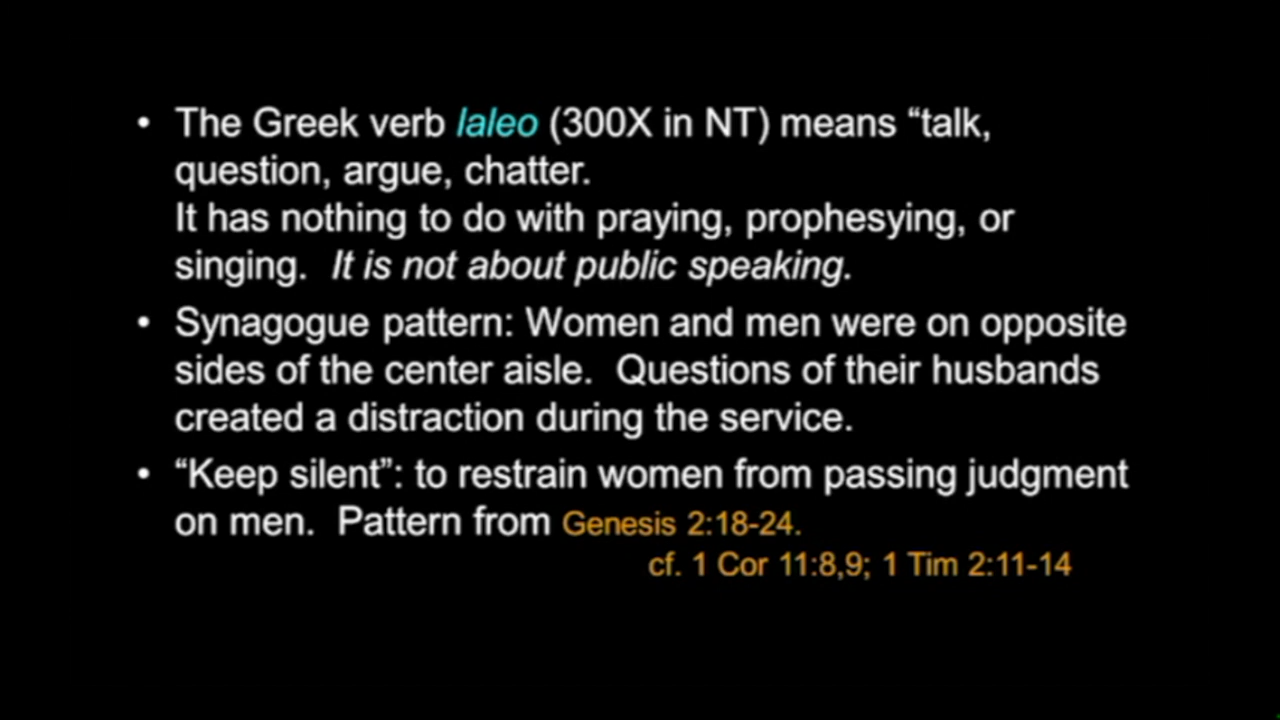 • The Greek verb laleo (300X in NT) means “talk,
question, argue, chatter.
It has nothing to do with praying, prophesying, or
singing. It is not about public speaking.
• Synagogue pattern: Women and men were on opposite
sides of the center aisle. Questions of their husbands
created a distraction during the service.
• “Keep silent”: to restrain women from passing judgment
on men. Pattern from Genesis 2:18-24.
cf. 1 Cor 11:8,9; 1 Tim 2:11-14